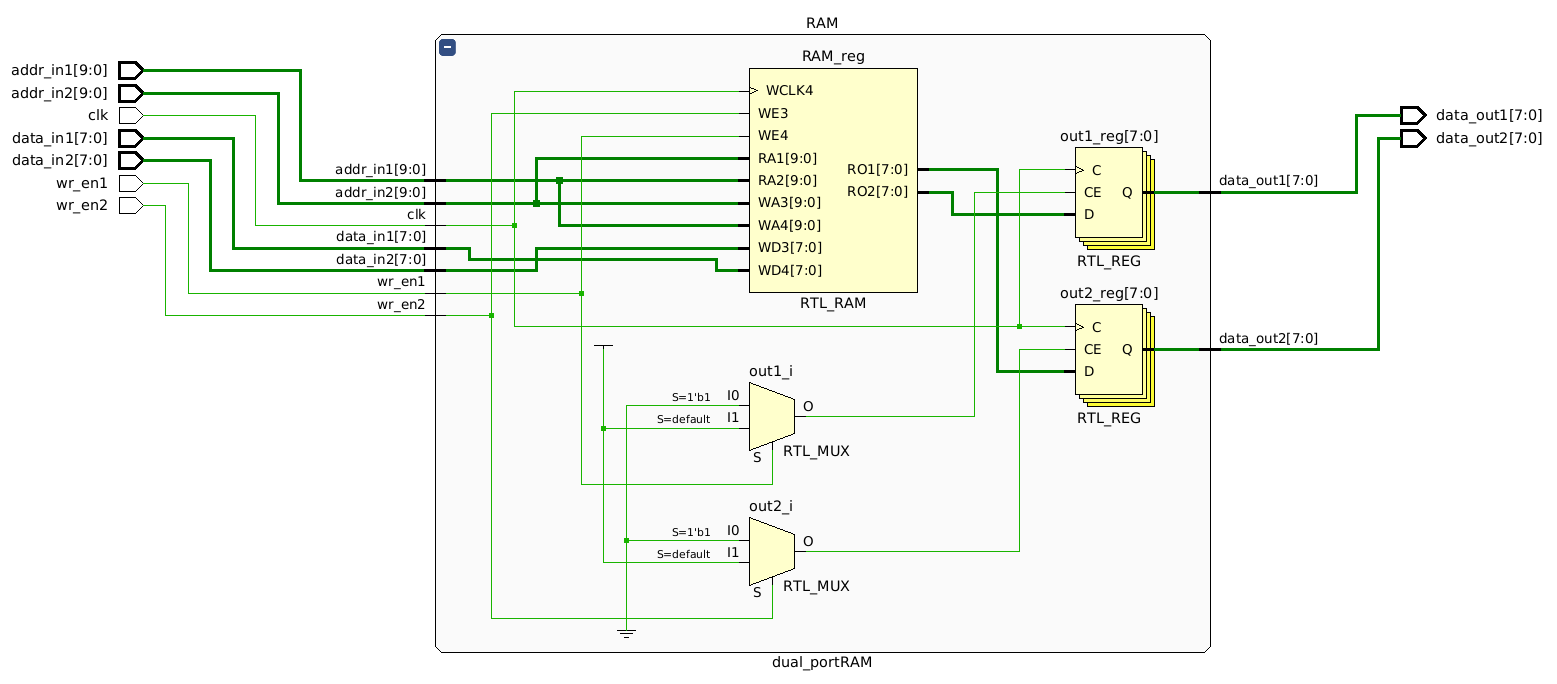 RAM
addr_in1[9:0]
addr_in2[9:0]
clk
data_in1[7:0]
data_in2[7:0]
wr_en1
wr_en2
addr_in1[9:0]
addr_in2[9:0]
clk
data_in1[7:0]
data_in2[7:0]
wr_en1
wr_en2
RAM_reg
WCLK4
WE3
WE4
RA1[9:0]
RA2[9:0]
WA3[9:0]
WA4[9:0]
WD3[7:0]
WD4[7:0]
RO1[7:0]
RO2[7:0]
RTL_RAM
out1_reg[7:0]
C
CE
D
Q
RTL_REG
out2_reg[7:0]
C
CE
D
Q
RTL_REG
data_out1[7:0]
data_out2[7:0]
data_out1[7:0]
data_out2[7:0]
out1_i
S=1'b1 I0
S=default I1
O
S
RTL_MUX
out2_i
S=1'b1 I0
S=default I1
O
S
RTL_MUX
dual_portRAM